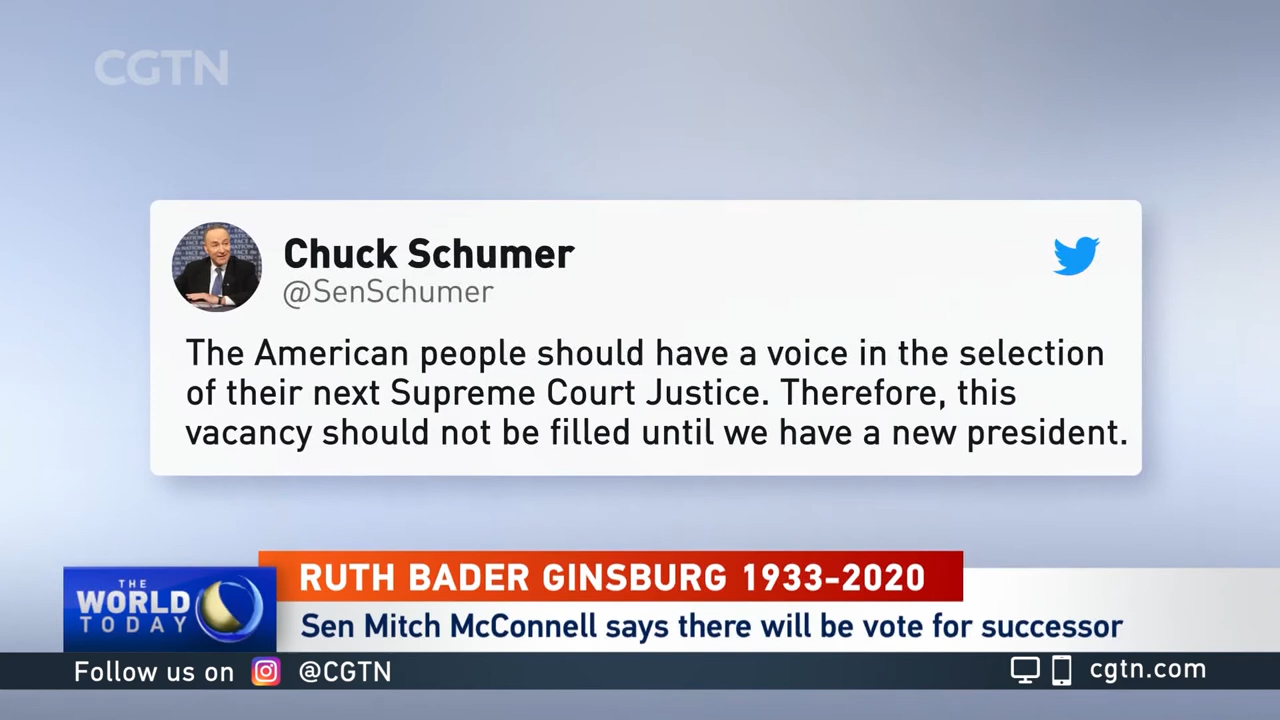 CGTN
Chuck Schumer
@SenSchumer
The American people should have a voice in the selection
of their next Supreme Court Justice. Therefore, this
vacancy should not be filled until we have a new president.
RUTH BADER GINSBURG 1933-2020
THE
WORLD
TODAY
Sen Mitch McConnell says there will be vote for successor
Follow us on @CGTN
cgtn.com